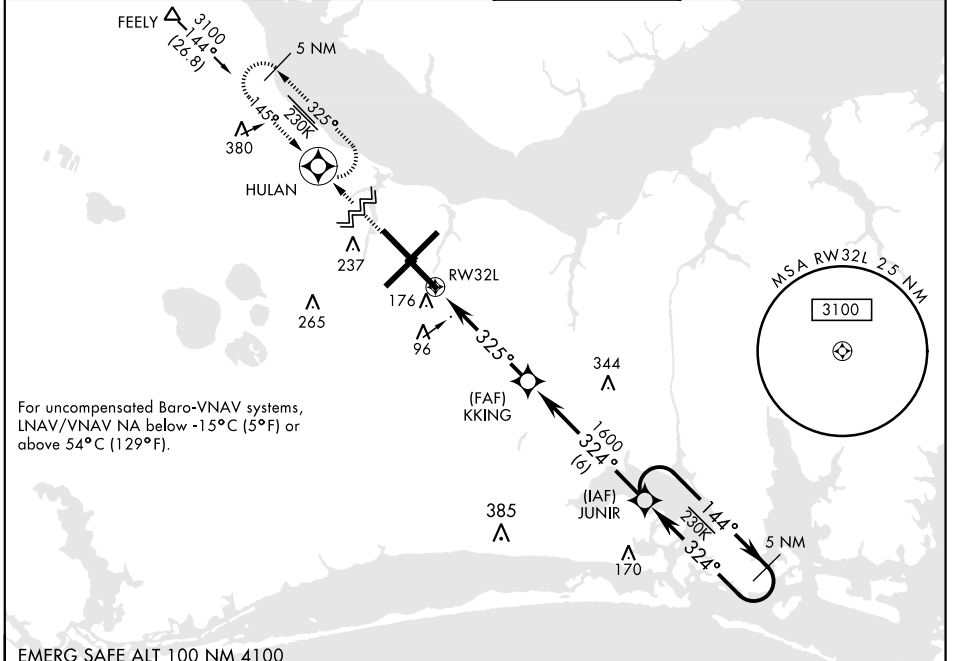 FEELY
3100
144°
(26.8)
5 NM
325°
230K
145°
380
HULAN
237
RW32L
176
265
96
325°
MSA RW32L 25 NM
3100
344
(FAF)
KKING
For uncompensated Baro-VNAV systems,
LNAV/VNAV NA below -15°C (5°F) or
above 54°C (129°F).
1600
324°
(6)
(IAF)
JUNIR
144°
230K
324°
5 NM
385
170
EMERG SAFE ALT 100 NM 4100